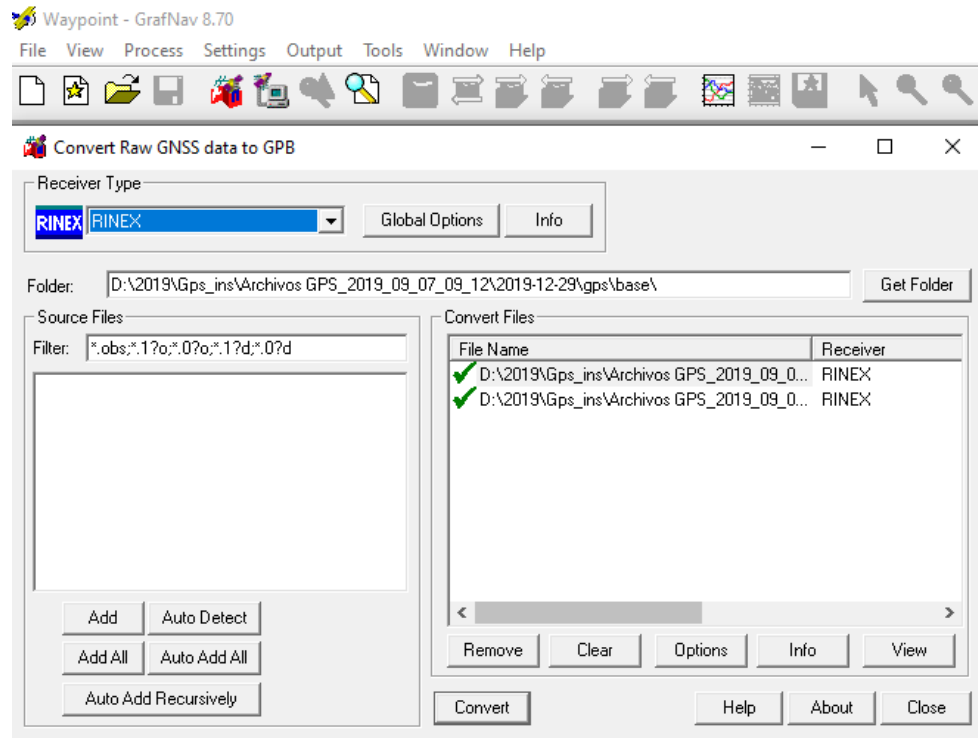 Waypoint - GrafNav 8.70
File View Process Settings Output Tools Window Help
Convert Raw GNSS data to GPB
Receiver Type
RINEX RINEX Global Options Info
Folder: D:\2019\Gps_ins\Archivos GPS_2019_09_07_09_12\2019-12-29\gps\base\ Get Folder
Source Files
Filter: *.obs;*.1?o;*.0?o;*.1?d;*.0?d
Add Auto Detect
Add All Auto Add All
Auto Add Recursively
Convert Files
File Name Receiver
D:\2019\Gps_ins\Archivos GPS_2019_09_0... RINEX
D:\2019\Gps_ins\Archivos GPS_2019_09_0... RINEX
Remove Clear Options Info View
Convert Help About Close